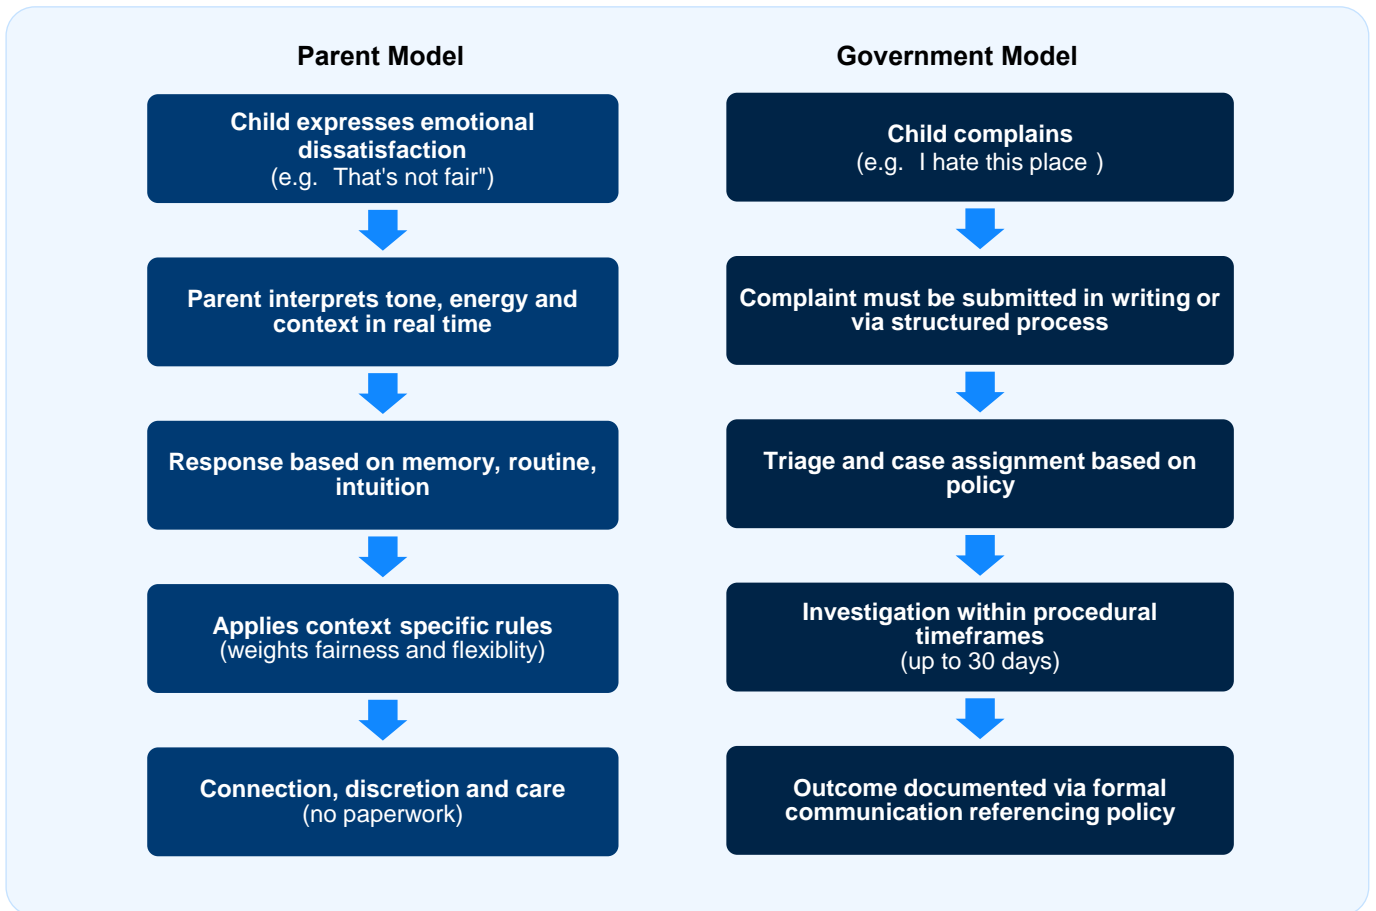 Parent Model
Child expresses emotional
dissatisfaction
(e.g. That's not fair")
Parent interprets tone, energy and
context in real time
Response based on memory, routine,
intuition
Applies context specific rules
(weights fairness and flexiblity)
Connection, discretion and care
(no paperwork)
Government Model
Child complains
(e.g. I hate this place )
Complaint must be submitted in writing or
via structured process
Triage and case assignment based on
policy
Investigation within procedural
timeframes
(up to 30 days)
Outcome documented via formal
communication referencing policy